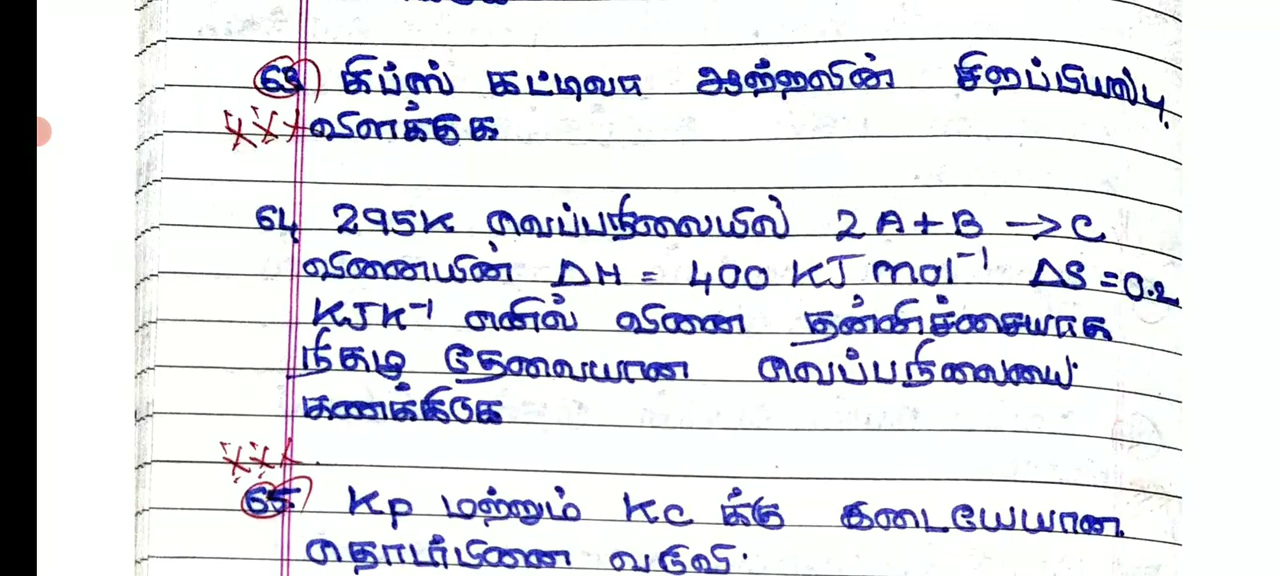 63) கிப்ஸ் கட்டிலா ஆற்றலின் சிறப்பியல்பு
விளக்குக
64 295K வெப்பநிலையில் 2A+B → C
வினையின் ΔH = 400 KJ mol⁻¹ ΔS = 0.2
KJK⁻¹ எனில் வினை தன்னிச்சையாக
நிகழ தேவையான வெப்பநிலையை
கணக்கிடுக
65. Kp மற்றும் Kc க்கு இடையேயான
தொடர்பினை வருவி.